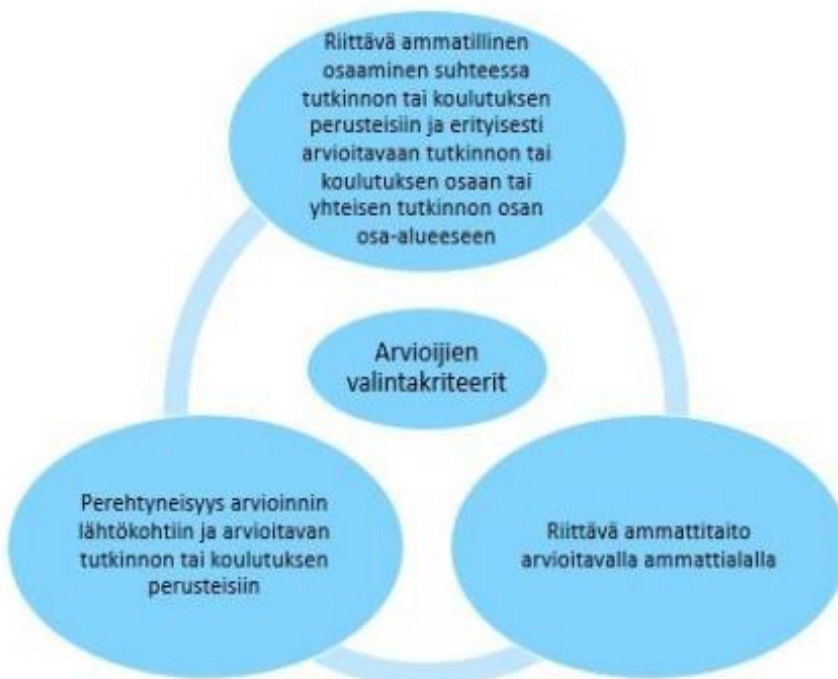 Riittävä ammatillinen
osaaminen suhteessa
tutkinnon tai koulutuksen
perusteisiin ja erityisesti
arvioitavaan tutkinnon tai
koulutuksen osaan tai
yhteisen tutkinnon osan
osa-alueeseen
Arvioijien
valintakriteerit
Perehtyneisyys arvioinnin
lähtökohtiin ja arvioitavan
tutkinnon tai koulutuksen
perusteisiin
Riittävä ammattitaito
arvioitavalla ammattialalla